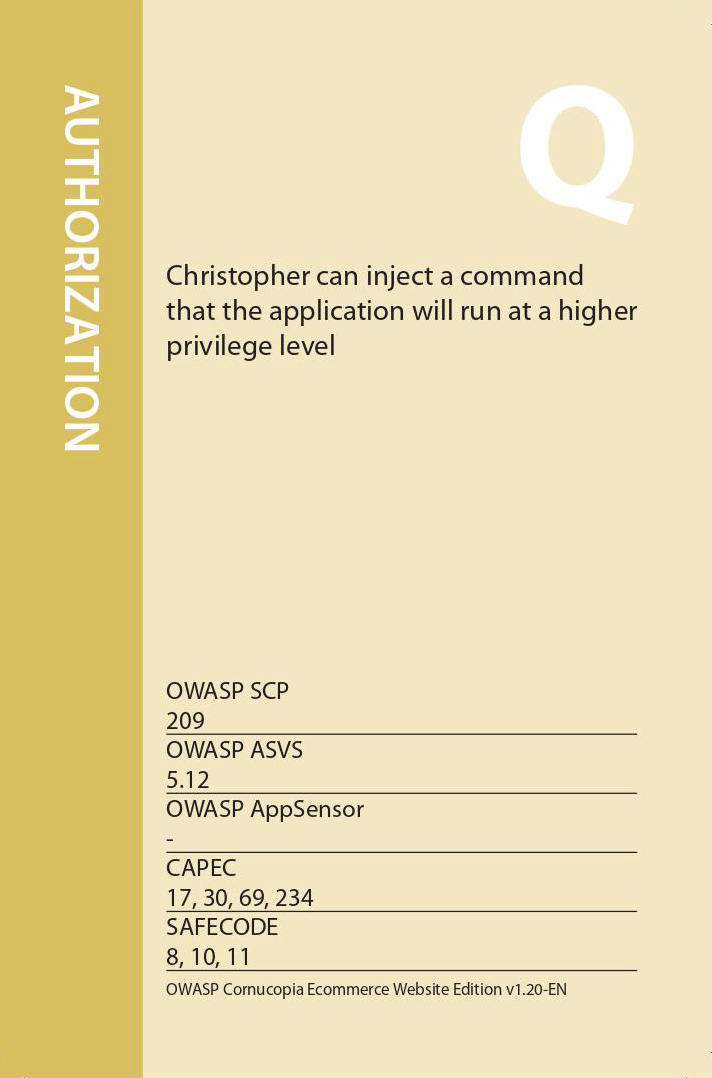 AUTHORIZATION
Q
Christopher can inject a command
that the application will run at a higher
privilege level
OWASP SCP
209
OWASP ASVS
5.12
OWASP AppSensor
-
CAPEC
17, 30, 69, 234
SAFECODE
8, 10, 11
OWASP Cornucopia Ecommerce Website Edition v1.20-EN